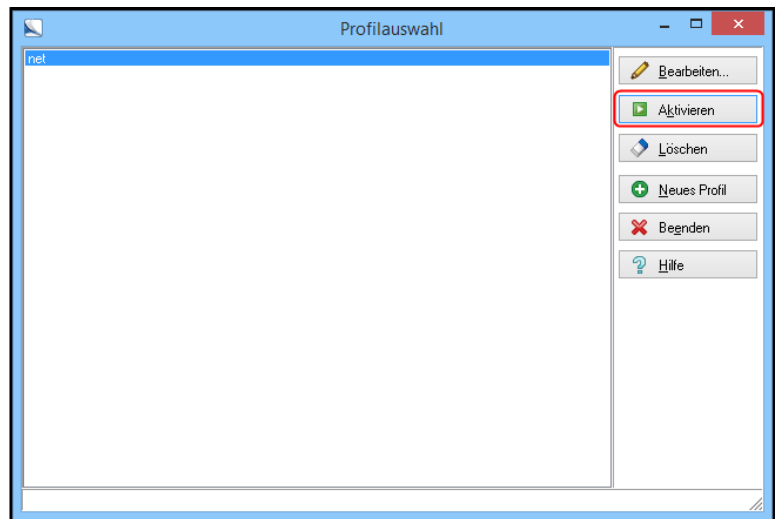 Profilauswahl
net
Bearbeiten...
Aktivieren
Löschen
Neues Profil
Beenden
Hilfe